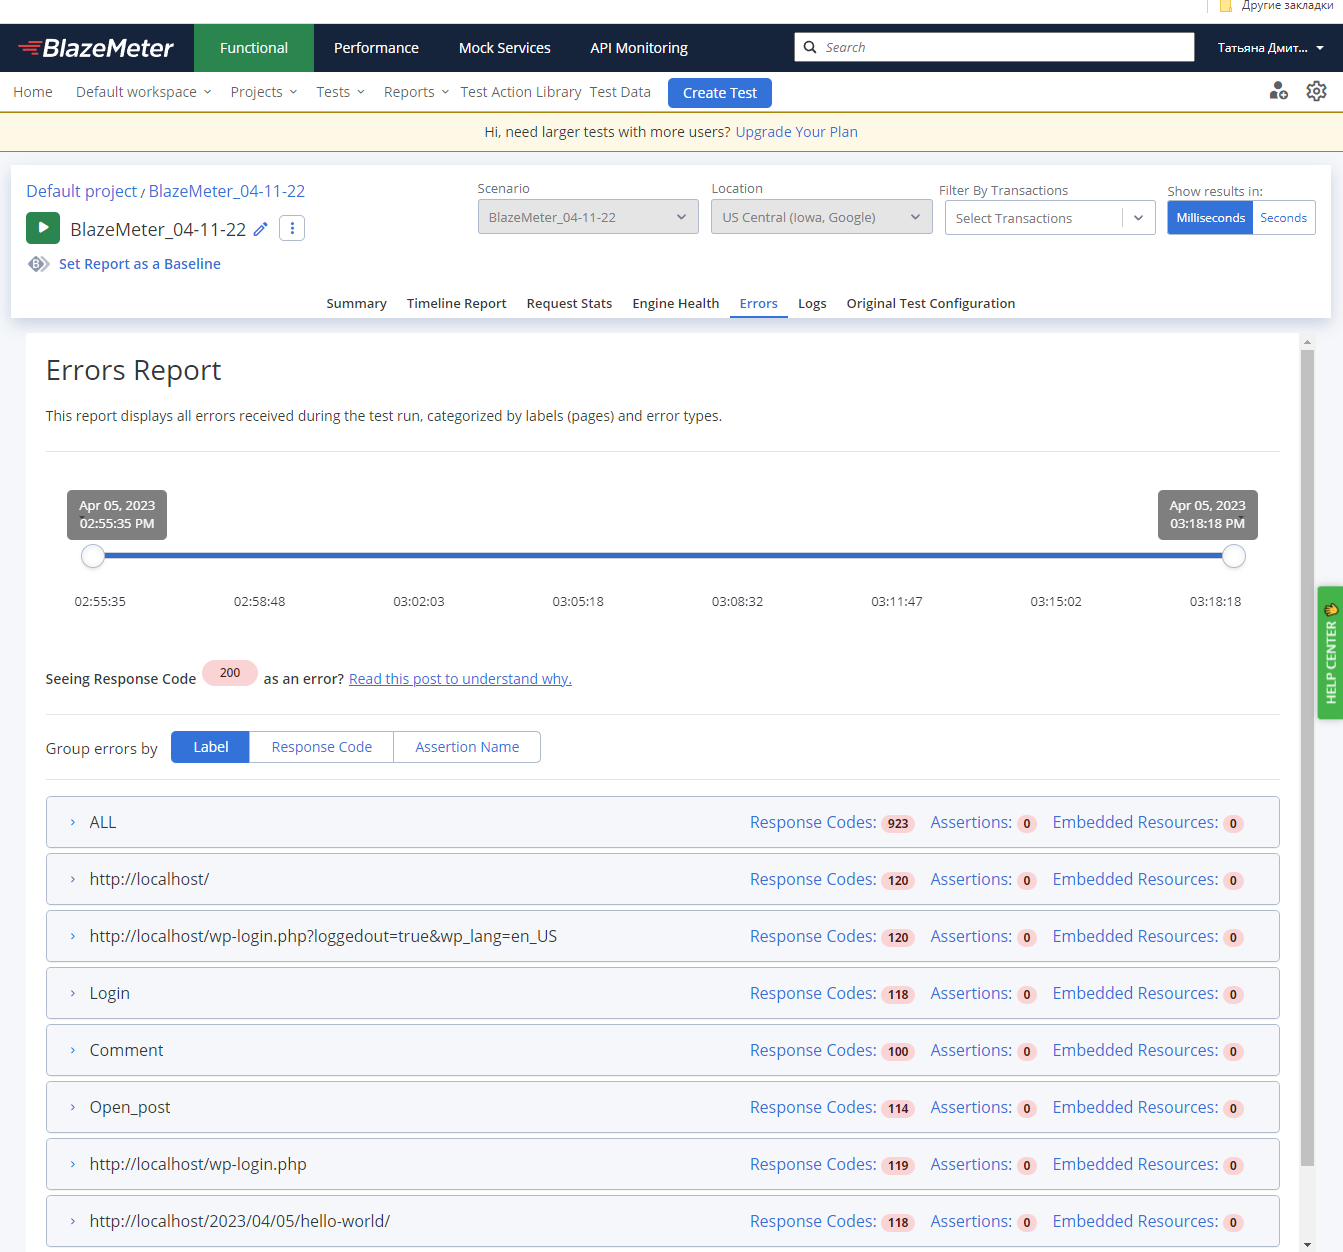 Другие закладки
BlazeMeter Functional Performance Mock Services API Monitoring Search Татьяна Дмит...
Home Default workspace Projects Tests Reports Test Action Library Test Data Create Test
Hi, need larger tests with more users? Upgrade Your Plan
Default project / BlazeMeter_04-11-22
BlazeMeter_04-11-22
Set Report as a Baseline
Scenario
BlazeMeter_04-11-22
Location
US Central (Iowa, Google)
Filter By Transactions
Select Transactions
Show results in:
Milliseconds Seconds
Summary Timeline Report Request Stats Engine Health Errors Logs Original Test Configuration
Errors Report
This report displays all errors received during the test run, categorized by labels (pages) and error types.
Apr 05, 2023
02:55:35 PM
Apr 05, 2023
03:18:18 PM
02:55:35 02:58:48 03:02:03 03:05:18 03:08:32 03:11:47 03:15:02 03:18:18
HELP CENTER
Seeing Response Code 200 as an error? Read this post to understand why.
Group errors by Label Response Code Assertion Name
ALL Response Codes: 923 Assertions: 0 Embedded Resources: 0
http://localhost/ Response Codes: 120 Assertions: 0 Embedded Resources: 0
http://localhost/wp-login.php?loggedout=true&wp_lang=en_US Response Codes: 120 Assertions: 0 Embedded Resources: 0
Login Response Codes: 118 Assertions: 0 Embedded Resources: 0
Comment Response Codes: 100 Assertions: 0 Embedded Resources: 0
Open_post Response Codes: 114 Assertions: 0 Embedded Resources: 0
http://localhost/wp-login.php Response Codes: 119 Assertions: 0 Embedded Resources: 0
http://localhost/2023/04/05/hello-world/ Response Codes: 118 Assertions: 0 Embedded Resources: 0